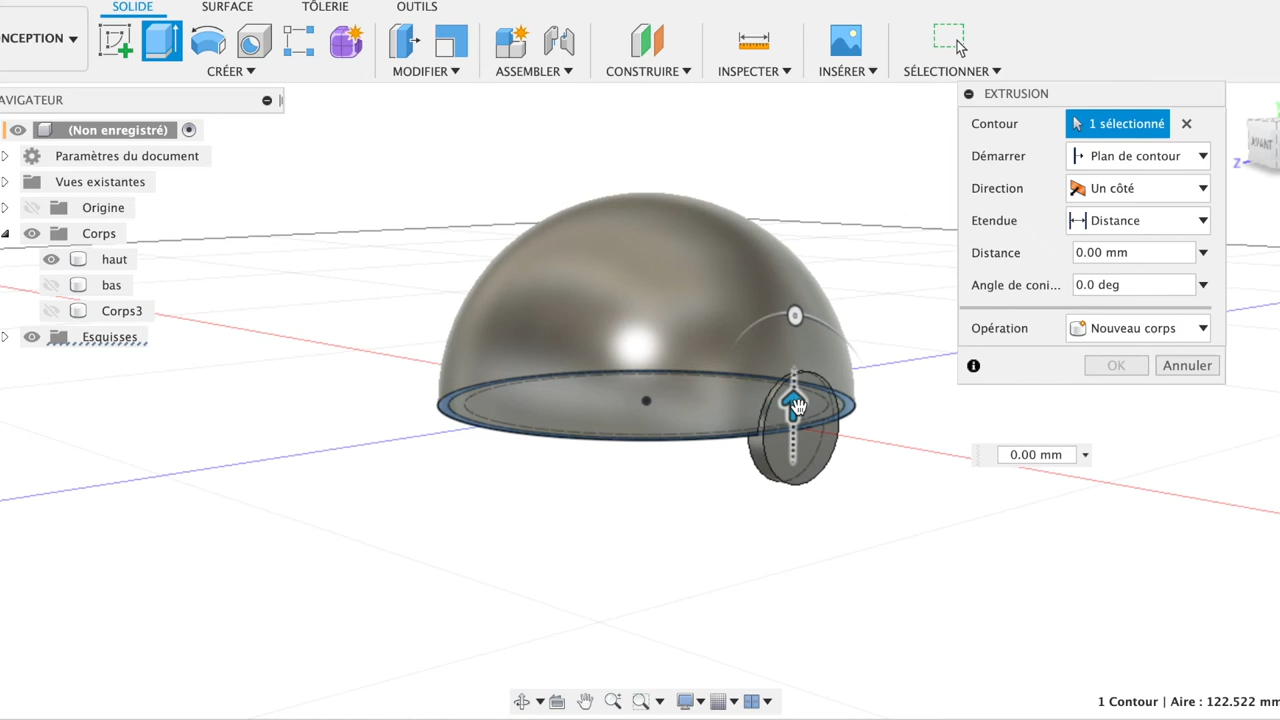 SOLIDE SURFACE TÔLERIE OUTILS
NCEPTION
CRÉER MODIFIER ASSEMBLER CONSTRUIRE INSPECTER INSÉRER SÉLECTIONNER
AVIGATEUR
(Non enregistré)
Paramètres du document
Vues existantes
Origine
Corps
haut
bas
Corps3
Esquisses
EXTRUSION
Contour 1 sélectionné
Démarrer Plan de contour
Direction Un côté
Etendue Distance
Distance 0.00 mm
Angle de coni... 0.0 deg
Opération Nouveau corps
OK Annuler
AVANT
Z
0.00 mm
1 Contour | Aire : 122.522 mm